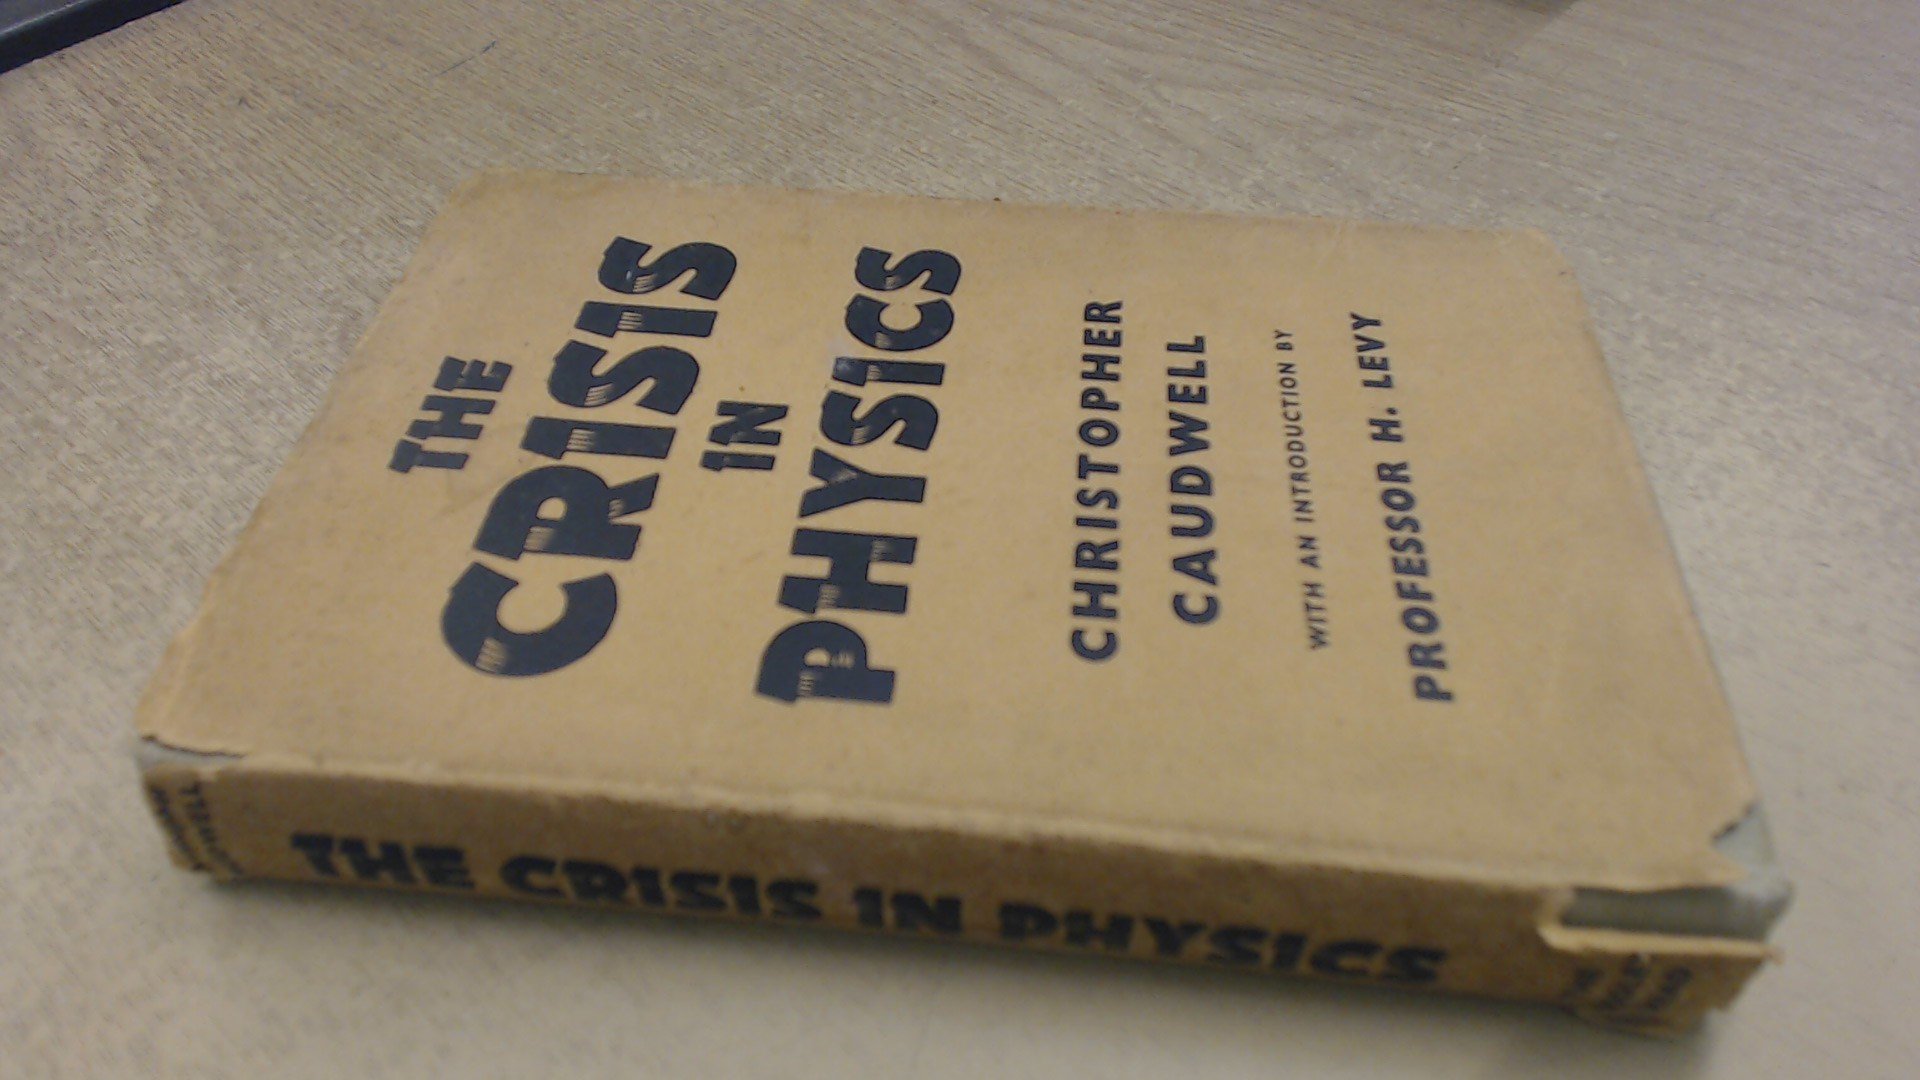 THE
CRISIS
IN
PHYSICS
CHRISTOPHER
CAUDWELL
WITH AN INTRODUCTION BY
PROFESSOR H. LEVY
THE CRISIS IN PHYSICS